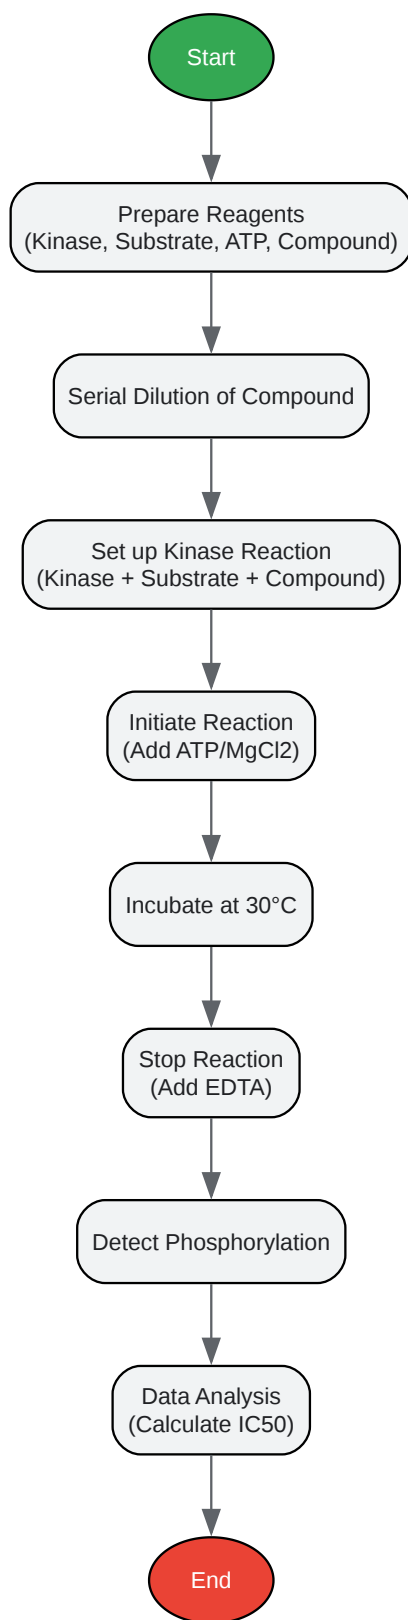 Start
Prepare Reagents
(Kinase, Substrate, ATP, Compound)
Serial Dilution of Compound
Set up Kinase Reaction
(Kinase + Substrate + Compound)
Initiate Reaction
(Add ATP/MgCl2)
Incubate at 30°C
Stop Reaction
(Add EDTA)
Detect Phosphorylation
Data Analysis
(Calculate IC50)
End